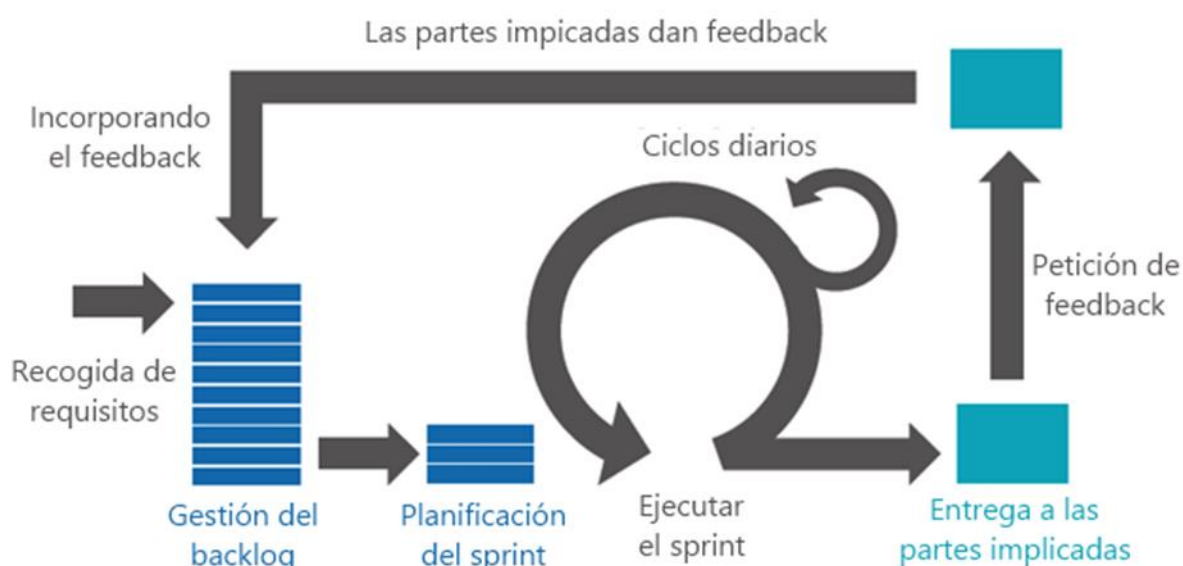 Las partes impicadas dan feedback
Incorporando
el feedback
Ciclos diarios
Petición de
feedback
Recogida de
requisitos
Gestión del
backlog
Planificación
del sprint
Ejecutar
el sprint
Entrega a las
partes implicadas